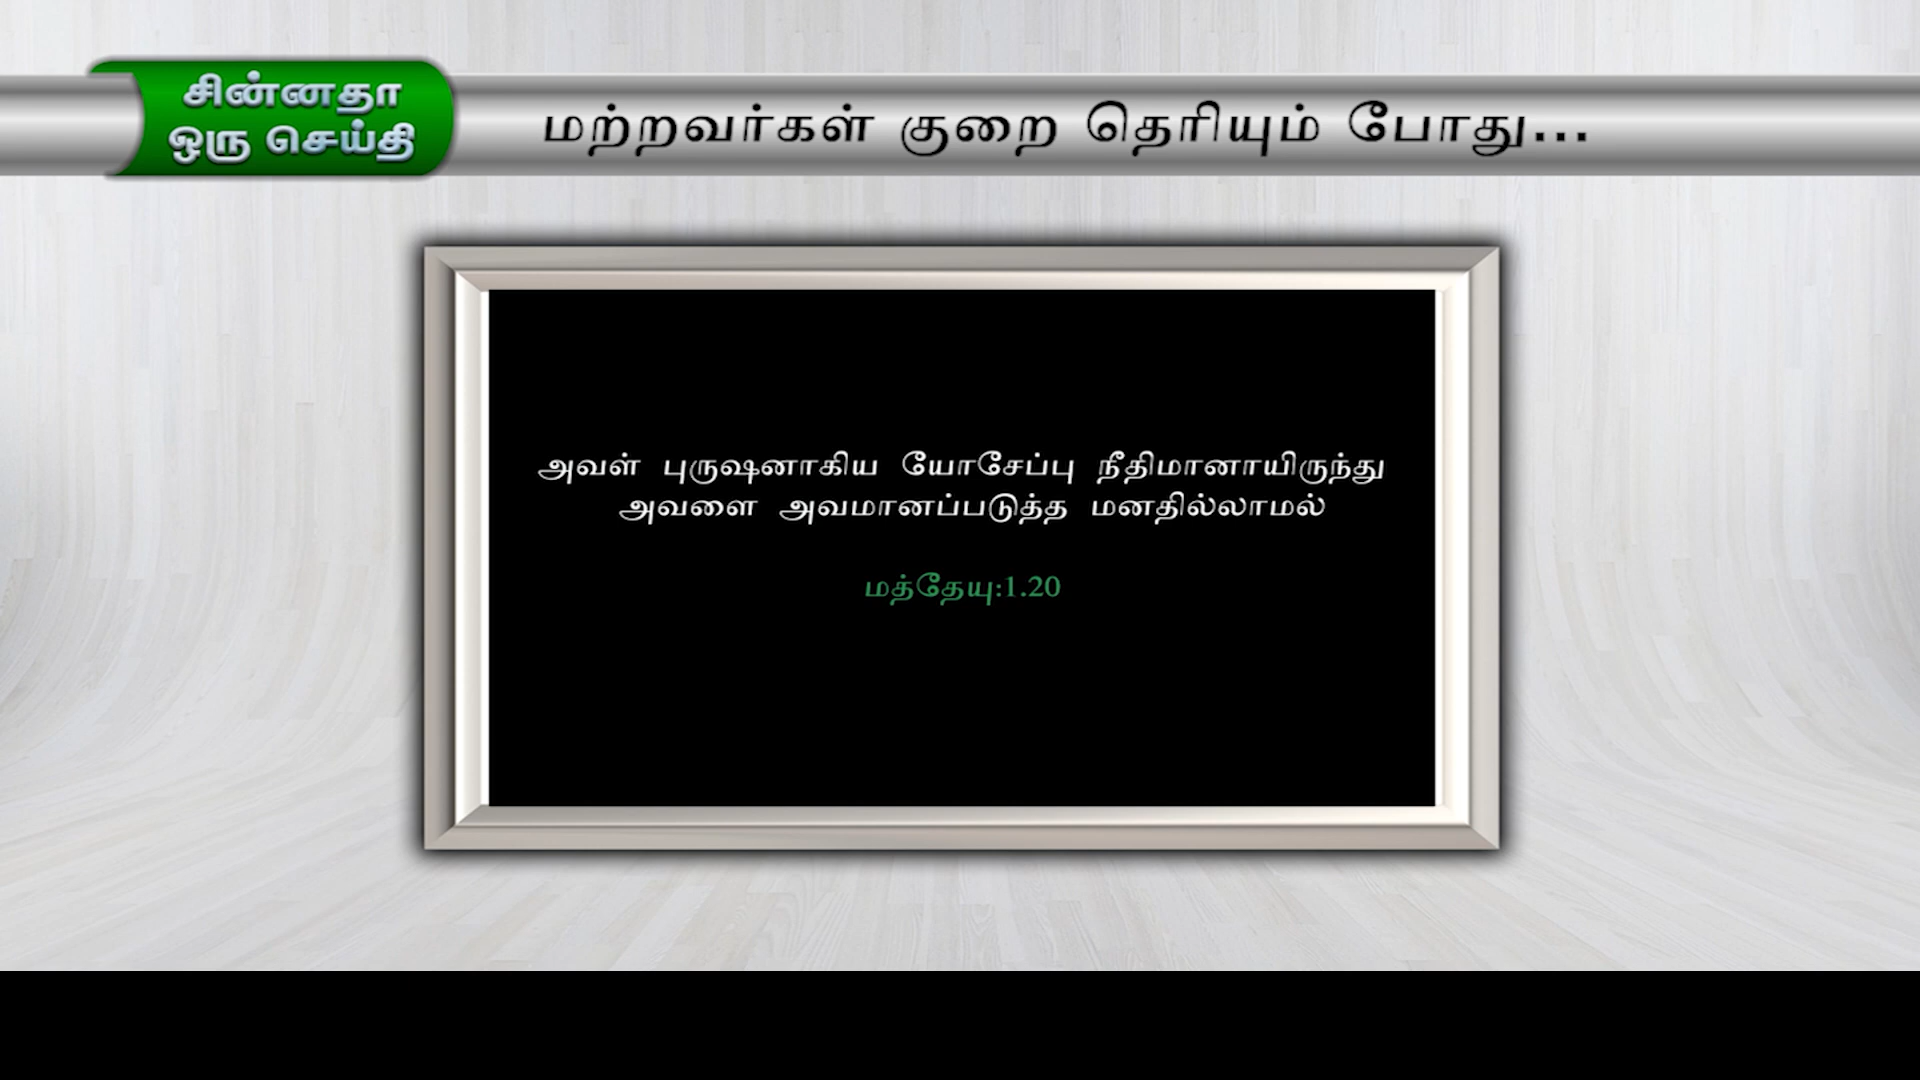 சின்னதா
ஒரு செய்தி
மற்றவர்கள் குறை தெரியும் போது...
அவள் புருஷனாகிய யோசேப்பு நீதிமானாயிருந்து
அவளை அவமானப்படுத்த மனதில்லாமல்
மத்தேயு:1.20